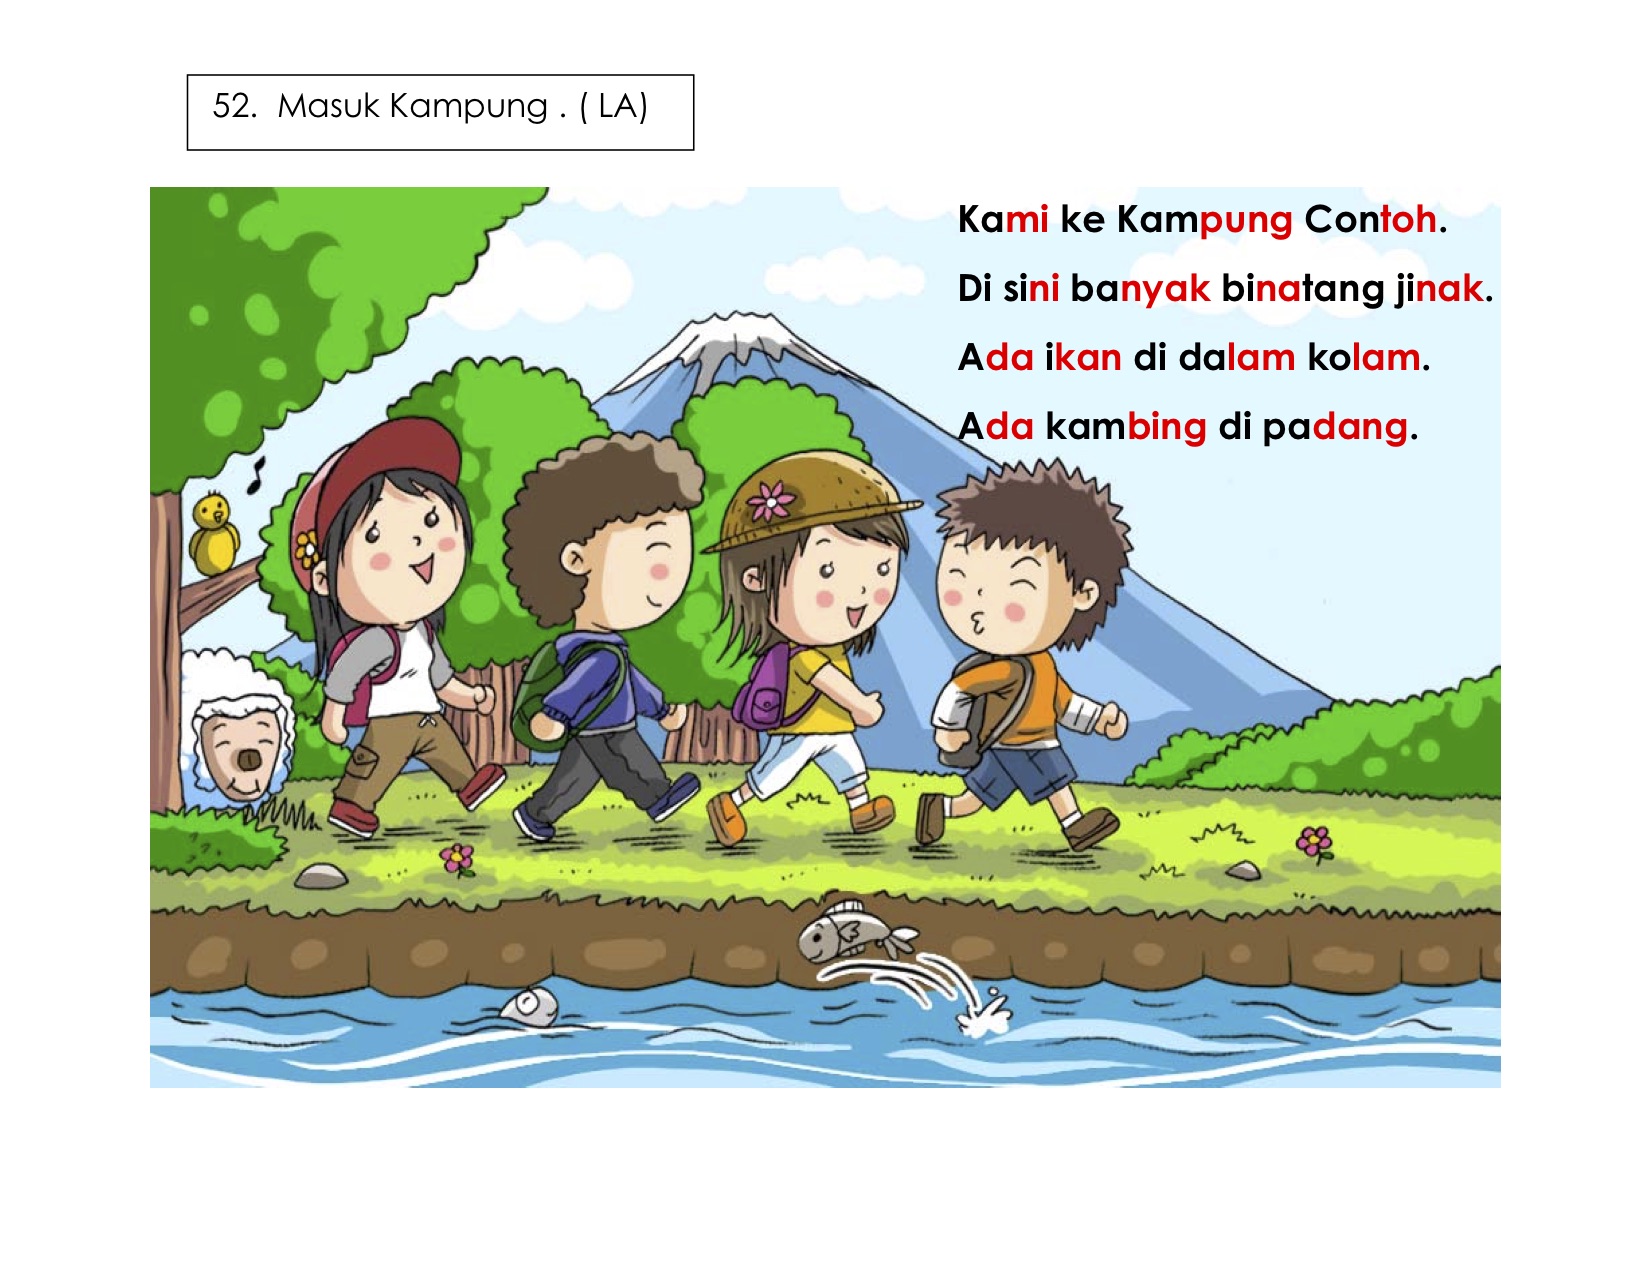 52. Masuk Kampung . ( LA)
Kami ke Kampung Contoh.
Di sini banyak binatang jinak.
Ada ikan di dalam kolam.
Ada kambing di padang.